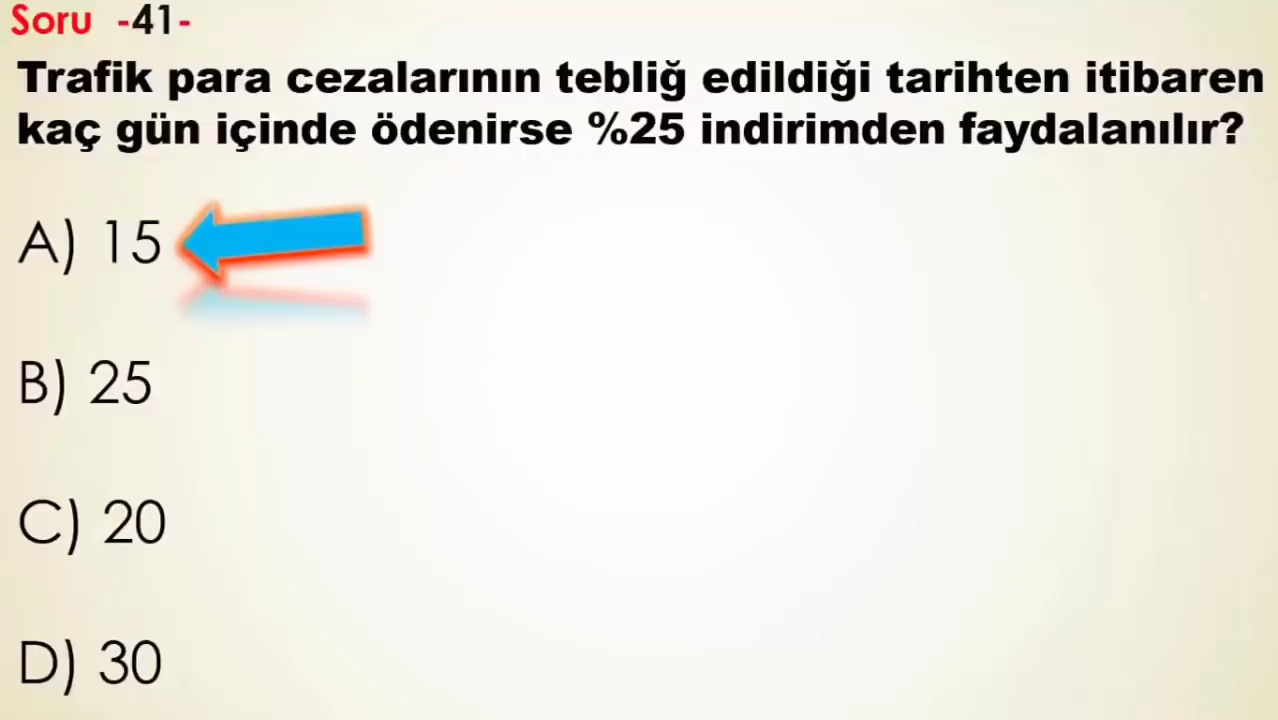 Soru -41-
Trafik para cezalarının tebliğ edildiği tarihten itibaren
kaç gün içinde ödenirse %25 indirimden faydalanılır?
A) 15
B) 25
C) 20
D) 30